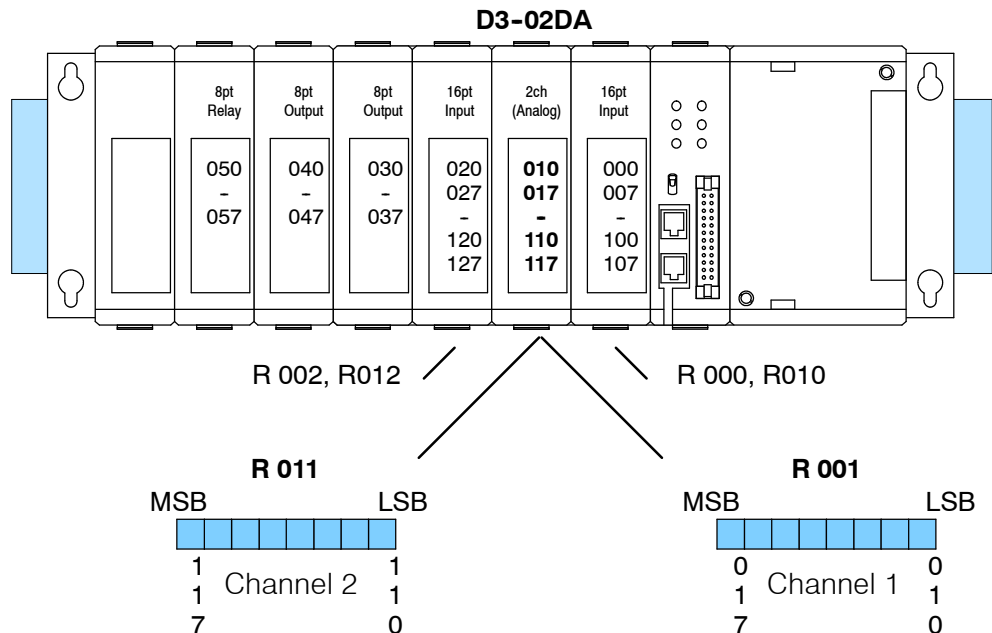 D3-02DA
8pt
Relay
8pt
Output
8pt
Output
16pt
Input
2ch
(Analog)
16pt
Input
050
-
057
040
-
047
030
-
037
020
027
-
120
127
010
017
-
110
117
000
007
-
100
107
R 002, R012
R 000, R010
R 011
MSB LSB
1
1
7
Channel 2
1
1
0
R 001
MSB LSB
0
1
7
Channel 1
0
1
0